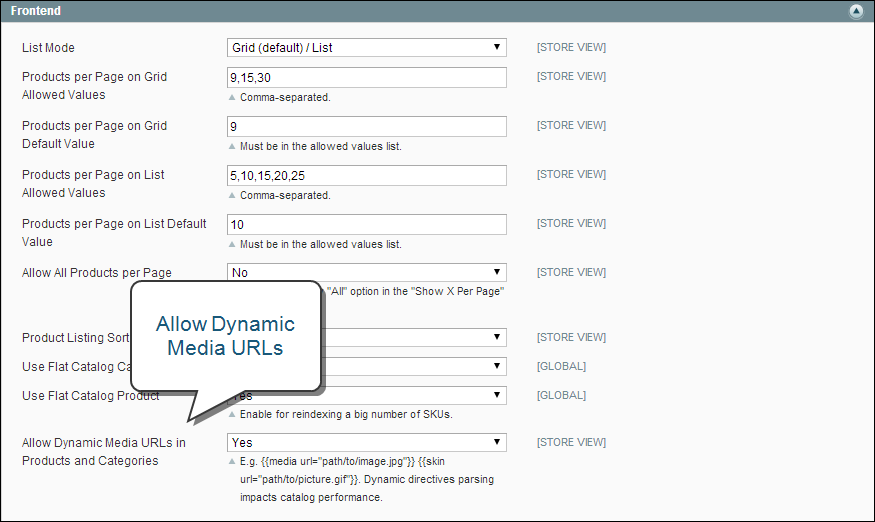 Frontend
List Mode
Grid (default) / List
[STORE VIEW]
Products per Page on Grid
Allowed Values
9,15,30
[STORE VIEW]
Comma-separated.
Products per Page on Grid
Default Value
9
[STORE VIEW]
Must be in the allowed values list.
Products per Page on List
Allowed Values
5,10,15,20,25
[STORE VIEW]
Comma-separated.
Products per Page on List Default
Value
10
[STORE VIEW]
Must be in the allowed values list.
Allow All Products per Page
No
[STORE VIEW]
"All" option in the "Show X Per Page"
Allow Dynamic
Media URLs
Product Listing Sort
[STORE VIEW]
Use Flat Catalog Ca
[GLOBAL]
Use Flat Catalog Product
Yes
[GLOBAL]
Enable for reindexing a big number of SKUs.
Allow Dynamic Media URLs in
Products and Categories
Yes
[STORE VIEW]
E.g. {{media url="path/to/image.jpg"}} {{skin
url="path/to/picture.gif"}}. Dynamic directives parsing
impacts catalog performance.